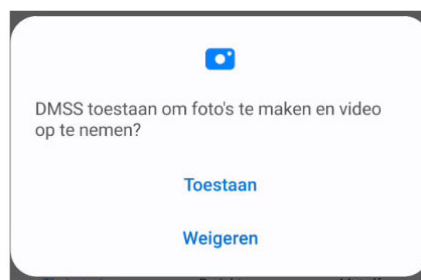 DMSS toestaan om foto's te maken en video
op te nemen?
Toestaan
Weigeren